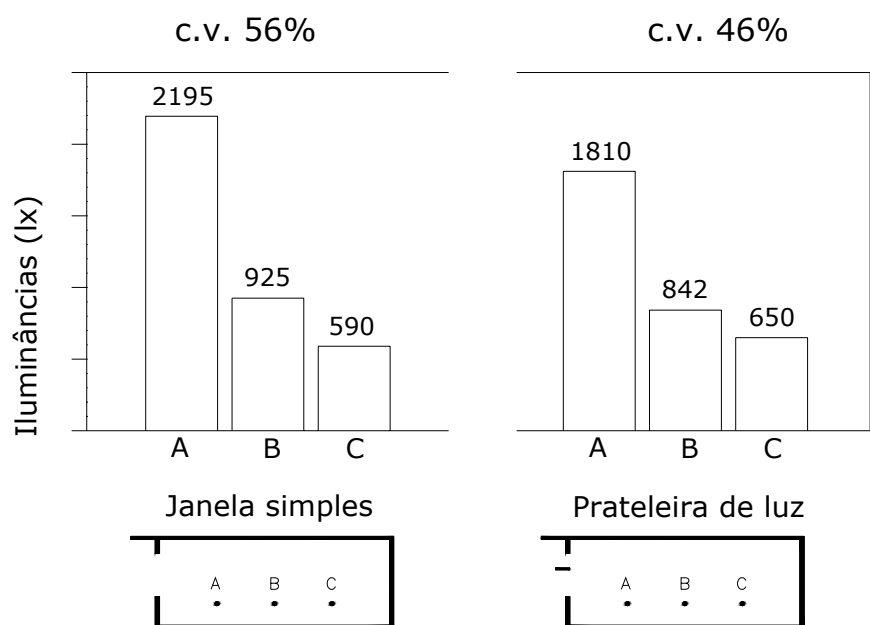 c.v. 56%
c.v. 46%
Iluminâncias (lx)
2195
925
590
A B C
1810
842
650
A B C
Janela simples
Prateleira de luz
A B C
A B C